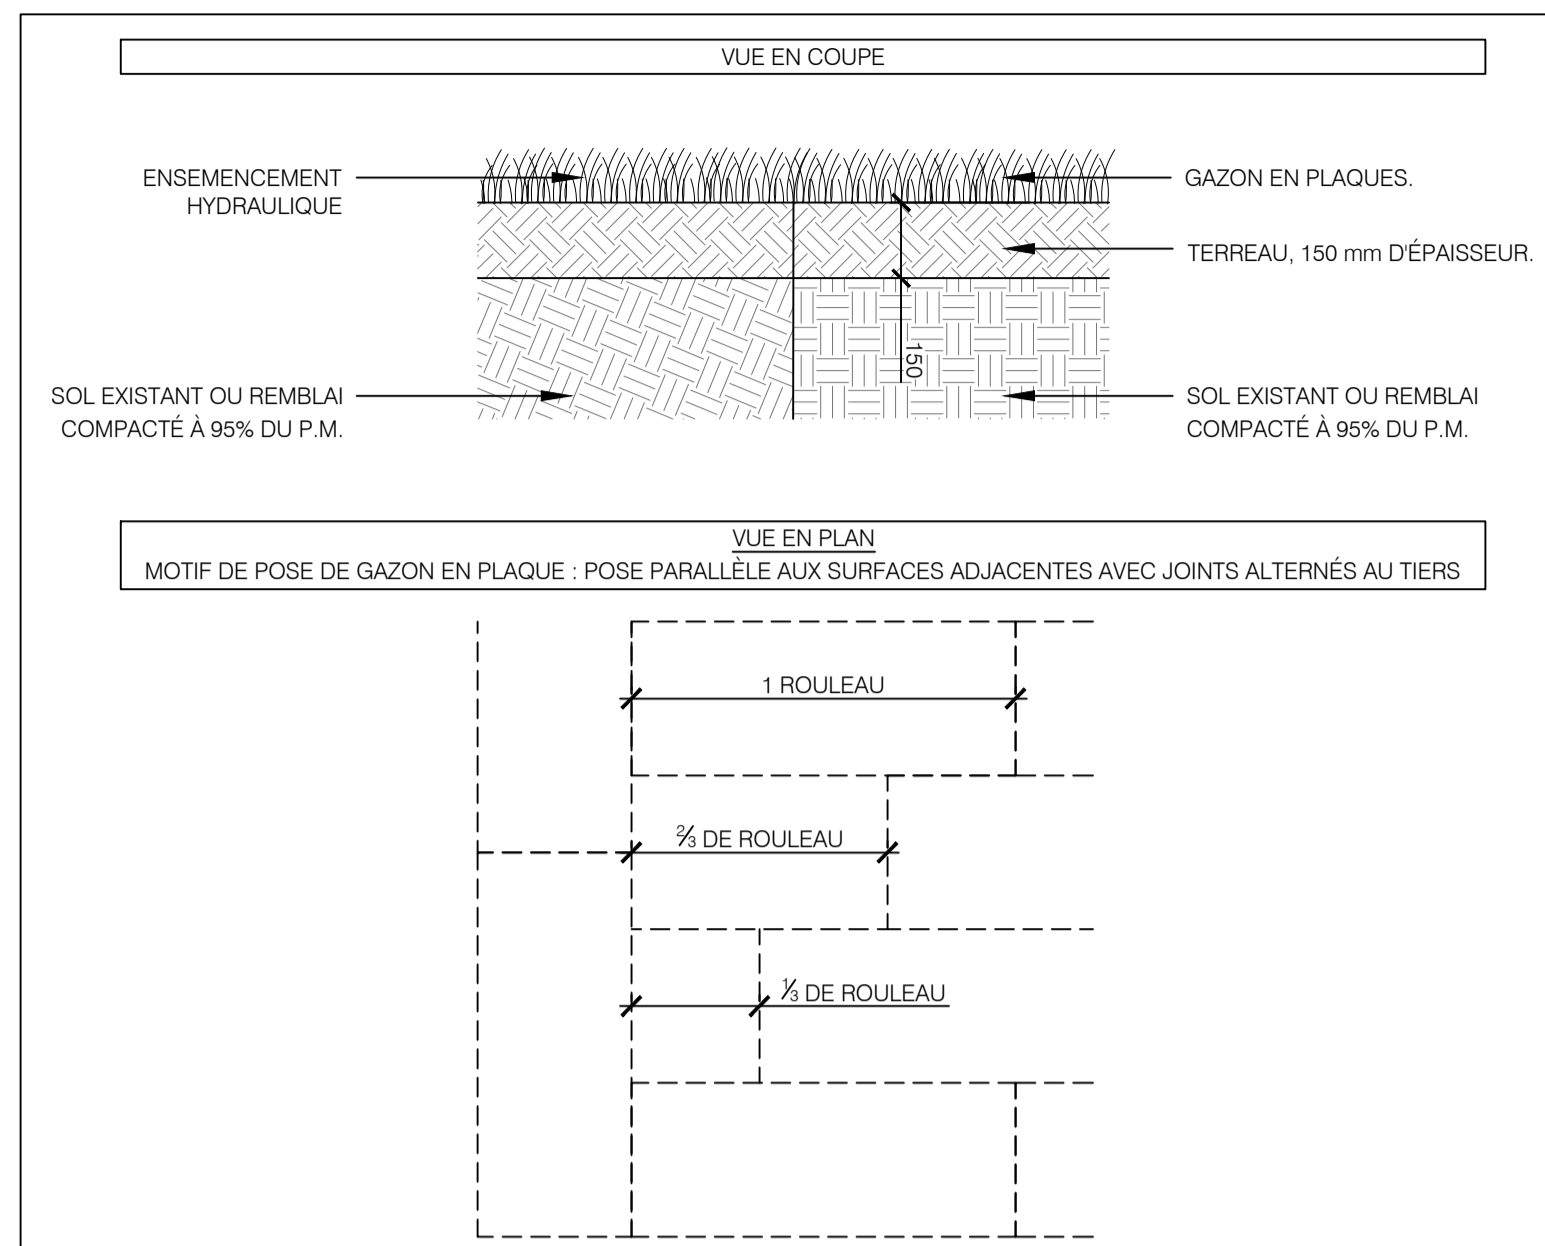 VUE EN COUPE
ENSEMENCEMENT
HYDRAULIQUE
GAZON EN PLAQUES.
TERREAU, 150 mm D'ÉPAISSEUR.
150
SOL EXISTANT OU REMBLAI
COMPACTÉ À 95% DU P.M.
SOL EXISTANT OU REMBLAI
COMPACTÉ À 95% DU P.M.
VUE EN PLAN
MOTIF DE POSE DE GAZON EN PLAQUE : POSE PARALLÈLE AUX SURFACES ADJACENTES AVEC JOINTS ALTERNÉS AU TIERS
1 ROULEAU
⅔ DE ROULEAU
⅓ DE ROULEAU